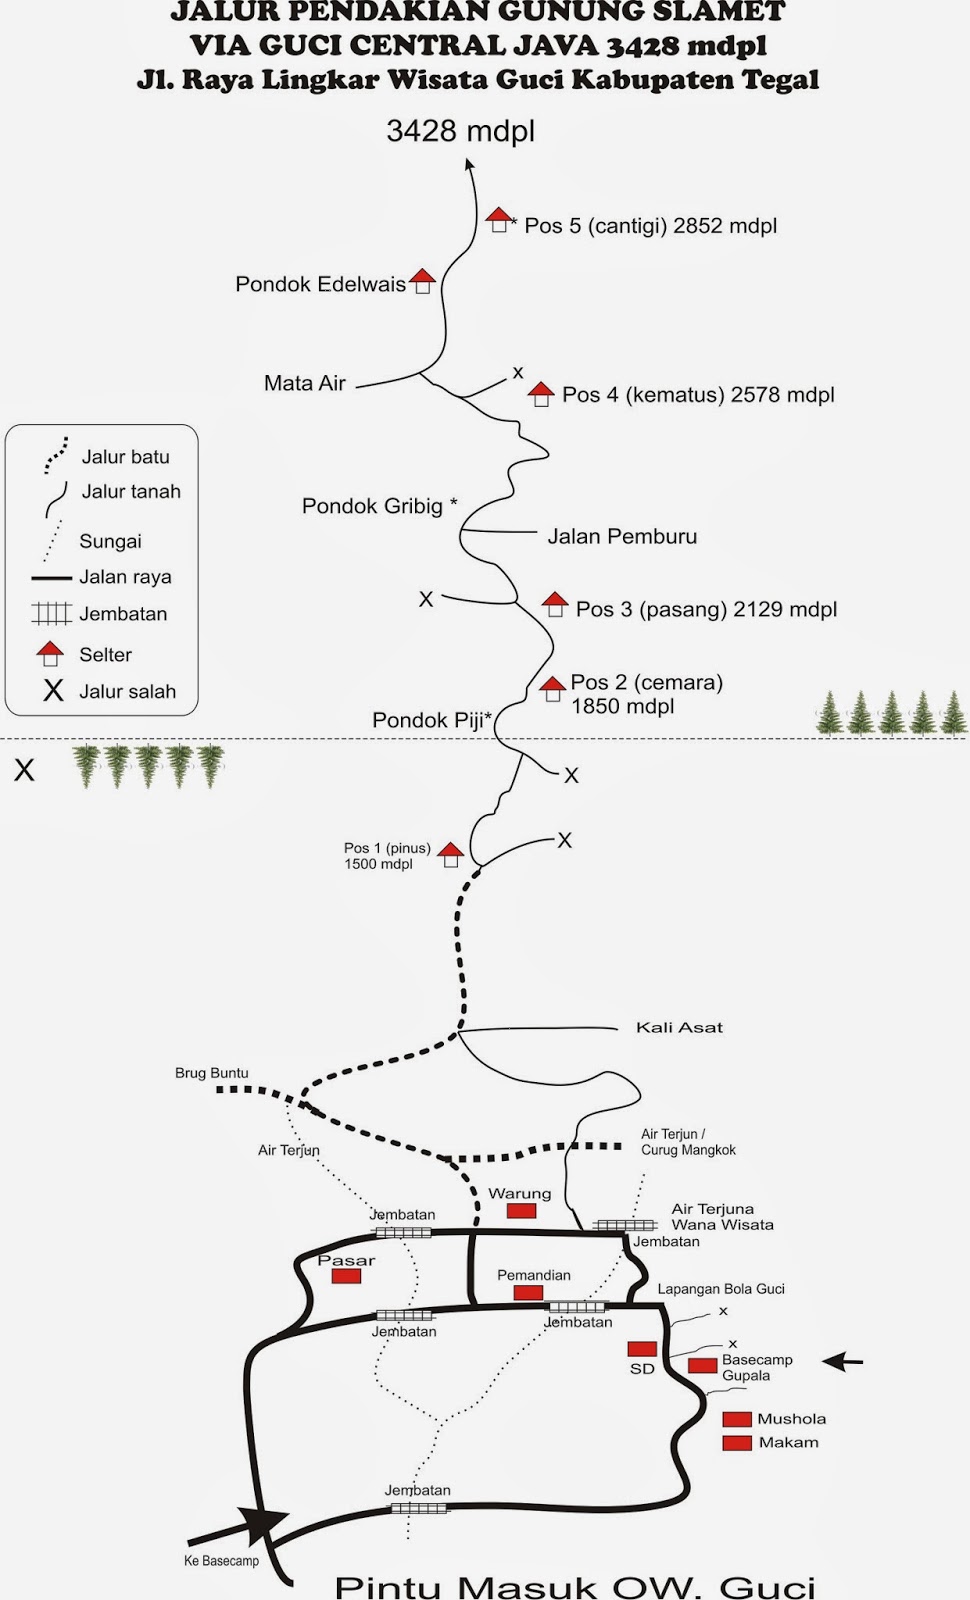 JALUR PENDAKIAN GUNUNG SLAMET
VIA GUCI CENTRAL JAVA 3428 mdpl
Jl. Raya Lingkar Wisata Guci Kabupaten Tegal
3428 mdpl
* Pos 5 (cantigi) 2852 mdpl
Pondok Edelwais
Mata Air
x
Pos 4 (kematus) 2578 mdpl
Jalur batu
Jalur tanah
Sungai
Jalan raya
Jembatan
Selter
X Jalur salah
Pondok Gribig *
Jalan Pemburu
X
Pos 3 (pasang) 2129 mdpl
Pos 2 (cemara)
1850 mdpl
Pondok Piji*
X
X
X
Pos 1 (pinus)
1500 mdpl
Kali Asat
Brug Buntu
Air Terjun
Air Terjun /
Curug Mangkok
Warung
Air Terjuna
Wana Wisata
Jembatan
Jembatan
Pasar
Pemandian
Lapangan Bola Guci
x
Jembatan
Jembatan
x
SD
Basecamp
Gupala
Mushola
Makam
Jembatan
Ke Basecamp
Pintu Masuk OW. Guci